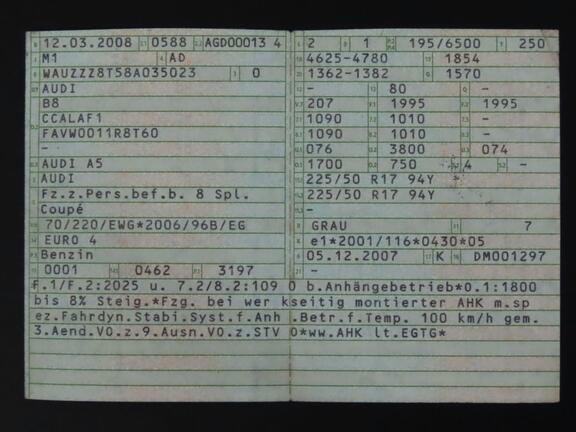 12.03.2008 0588 AGD00013 4
M1 AD
WAUZZZ8T58A035023 0
AUDI
B8
CCALAF1
FAVW0011R8T60
-
AUDI A5
AUDI
Fz.z.Pers.bef.b. 8 Spl.
Coupé
70/220/EWG*2006/96B/EG
EURO 4
Benzin
0001 0462 3197
2 1 195/6500 250
4625-4780 1854
1362-1382 1570
- 80 -
207 1995 1995
1090 1010 -
1090 1010 -
076 3800 074
1700 750 4 -
225/50 R17 94Y
225/50 R17 94Y
-
GRAU 7
e1*2001/116*0430*05
05.12.2007 K DM001297
-
F.1/F.2:2025 u. 7.2/8.2:109 0 b.Anhängebetrieb*0.1:1800
bis 8% Steig.*Fzg. bei wer kseitig montierter AHK m.sp
ez.Fahrdyn.Stabi.Syst.f.Anh .Betr.f.Temp. 100 km/h gem.
3.Aend.VO.z.9.Ausn.VO.z.STV O*ww.AHK lt.EGTG*